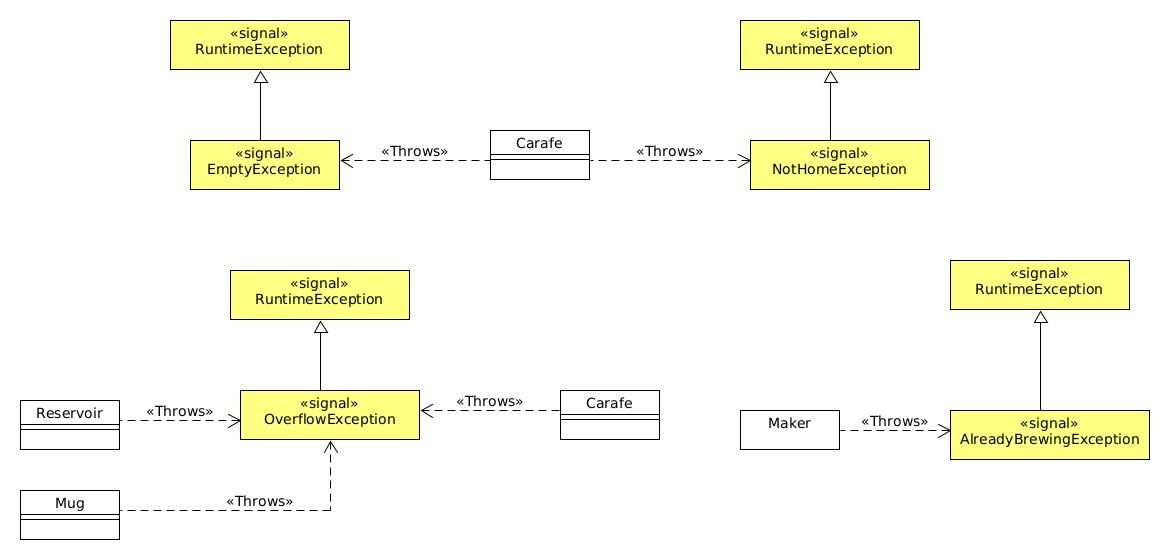 «signal»
RuntimeException
«signal»
RuntimeException
«signal»
EmptyException
«Throws»
Carafe
«Throws»
«signal»
NotHomeException
«signal»
RuntimeException
«signal»
RuntimeException
Reservoir
«Throws»
«signal»
OverflowException
«Throws»
Carafe
Maker
«Throws»
«signal»
AlreadyBrewingException
Mug
«Throws»